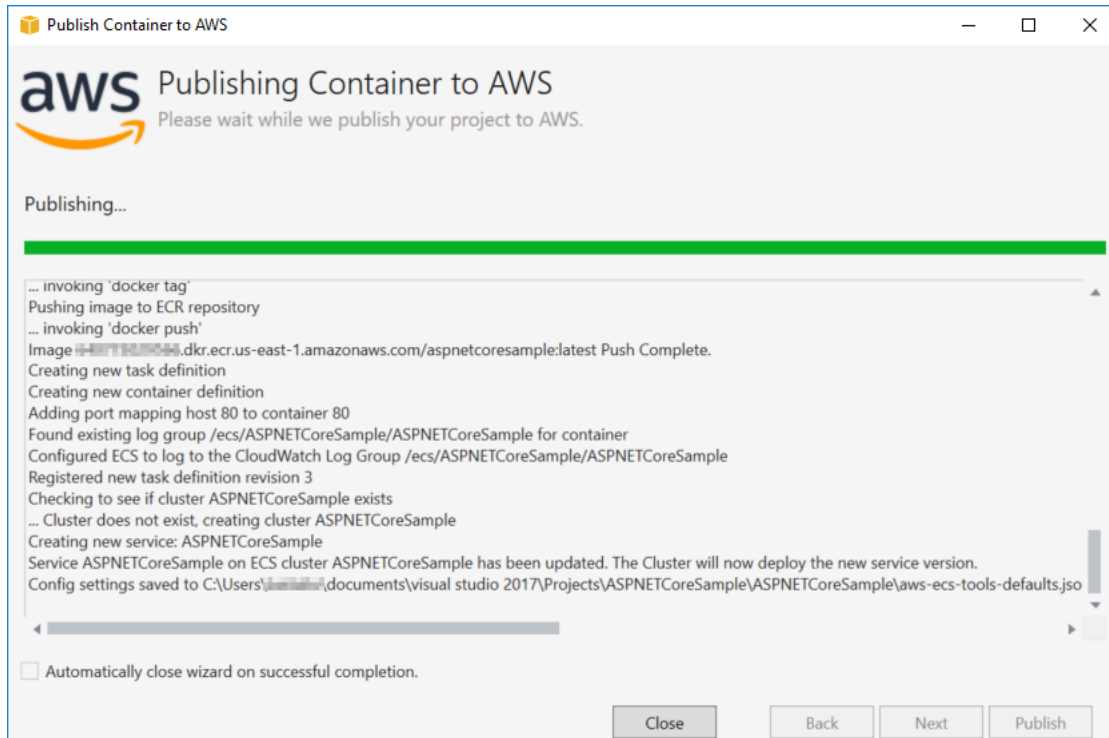 Publish Container to AWS
aws
Publishing Container to AWS
Please wait while we publish your project to AWS.
Publishing...
... invoking 'docker tag'
Pushing image to ECR repository
... invoking 'docker push'
Image .dkr.ecr.us-east-1.amazonaws.com/aspnetcoresample:latest Push Complete.
Creating new task definition
Creating new container definition
Adding port mapping host 80 to container 80
Found existing log group /ecs/ASPNETCoreSample/ASPNETCoreSample for container
Configured ECS to log to the CloudWatch Log Group /ecs/ASPNETCoreSample/ASPNETCoreSample
Registered new task definition revision 3
Checking to see if cluster ASPNETCoreSample exists
... Cluster does not exist, creating cluster ASPNETCoreSample
Creating new service: ASPNETCoreSample
Service ASPNETCoreSample on ECS cluster ASPNETCoreSample has been updated. The Cluster will now deploy the new service version.
Config settings saved to C:\Users\ \documents\visual studio 2017\Projects\ASPNETCoreSample\ASPNETCoreSample\aws-ecs-tools-defaults.jso
Automatically close wizard on successful completion.
Close
Back
Next
Publish